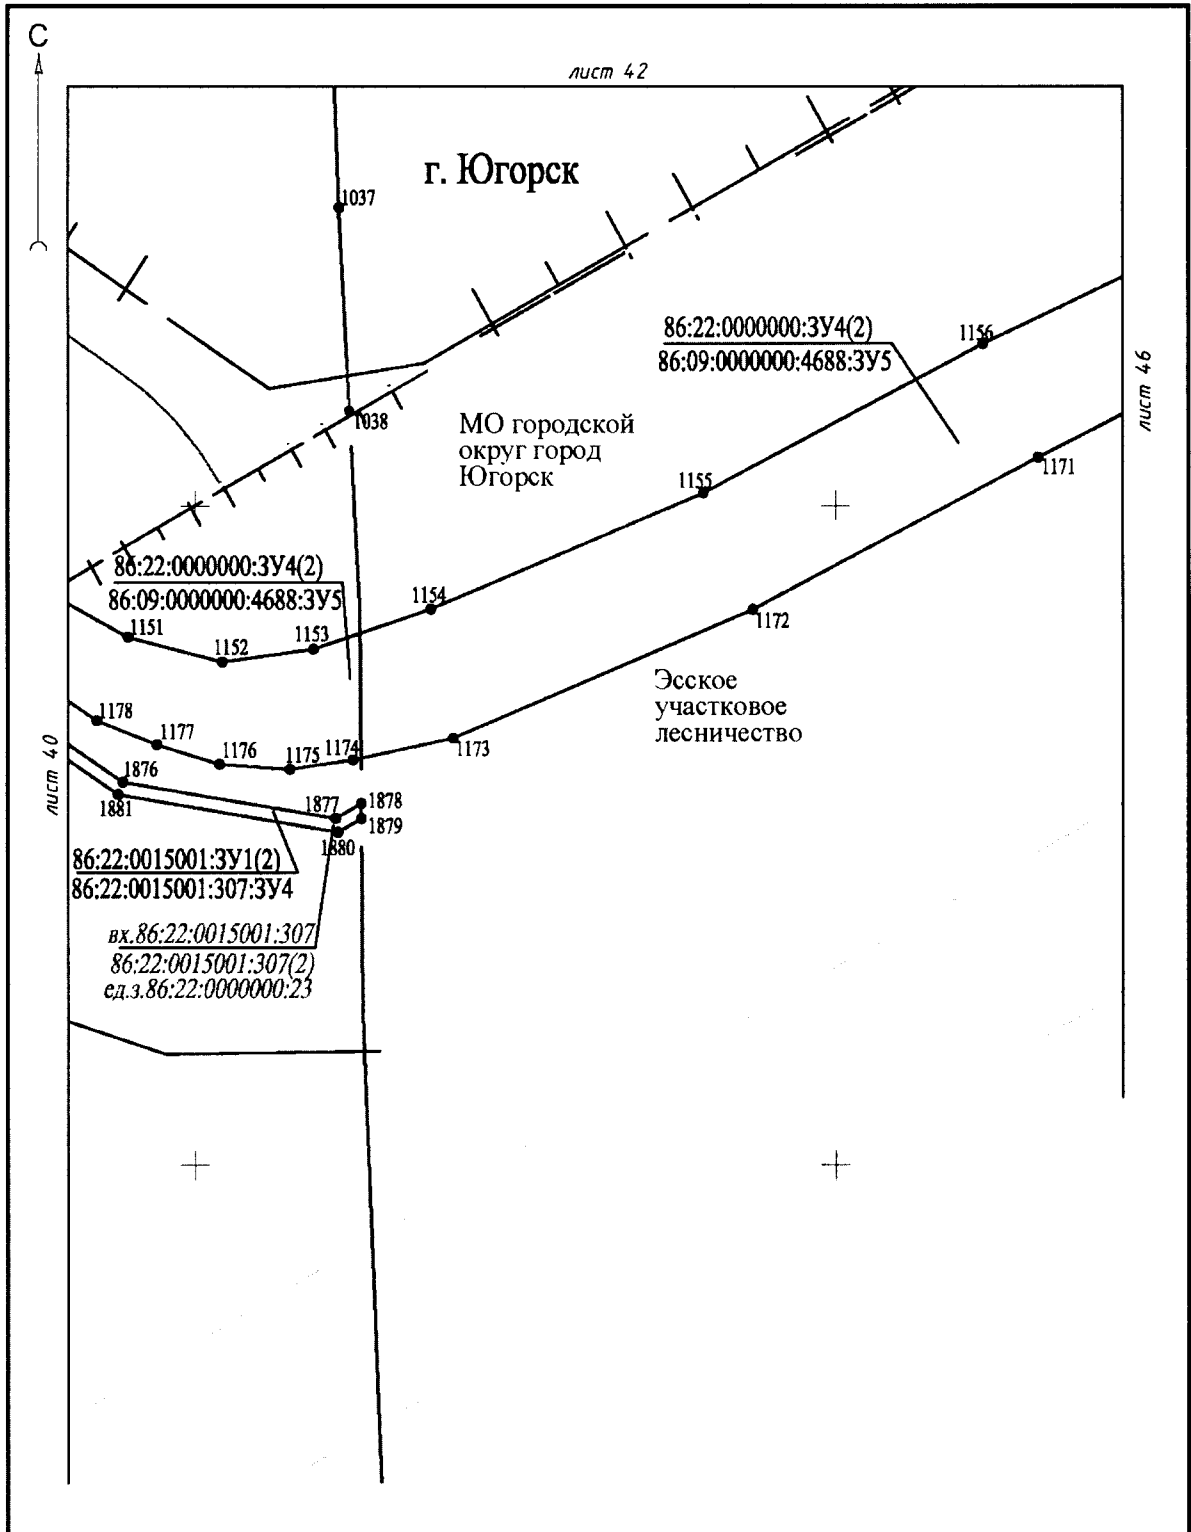 С
лист 42
г. Югорск
1037
86:22:0000000:ЗУ4(2)
86:09:0000000:4688:ЗУ5
1156
лист 46
1038
МО городской
округ город
Югорск
1155
1171
86:22:0000000:ЗУ4(2)
86:09:0000000:4688:ЗУ5
1154
1151
1153
1152
1172
Эсское
участковое
лесничество
1178
1177
1176
1175
1174
1173
лист 40
1876
1881
1877
1878
1879
1880
86:22:0015001:ЗУ1(2)
86:22:0015001:307:ЗУ4
вх.86:22:0015001:307
86:22:0015001:307(2)
ед.з.86:22:0000000:23